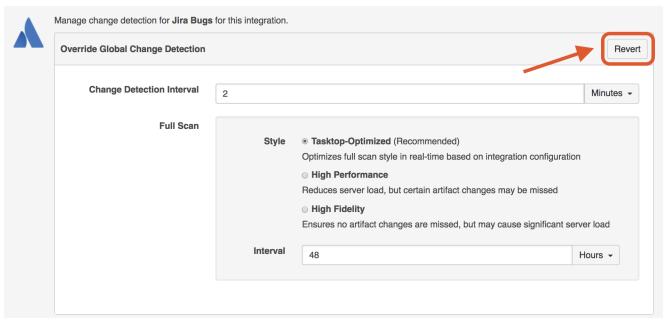 Manage change detection for Jira Bugs for this integration.
Override Global Change Detection
Revert
Change Detection Interval
2
Minutes
Full Scan
Style
Tasktop-Optimized (Recommended)
Optimizes full scan style in real-time based on integration configuration
High Performance
Reduces server load, but certain artifact changes may be missed
High Fidelity
Ensures no artifact changes are missed, but may cause significant server load
Interval
48
Hours